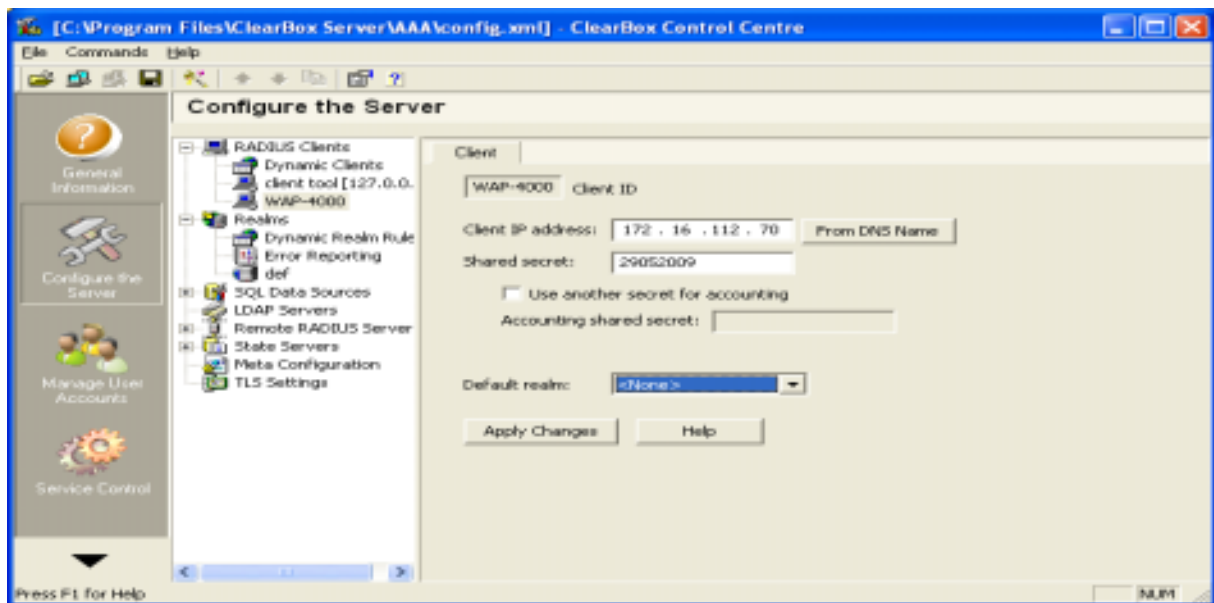 [C:\Program Files\ClearBox Server\AAA\config.xml] - ClearBox Control Centre
File Commands Help
Configure the Server
General Information
Configure the Server
Manage User Accounts
Service Control
RADIUS Clients
Dynamic Clients
client tool [127.0.0.
WAP-4000
Realms
Dynamic Realm Rule
Error Reporting
def
SQL Data Sources
LDAP Servers
Remote RADIUS Server
State Servers
Meta Configuration
TLS Settings
Client
WAP-4000 Client ID
Client IP address: 172 . 16 . 112 . 70 From DNS Name
Shared secret: 29052009
Use another secret for accounting
Accounting shared secret:
Default realm: <None>
Apply Changes Help
Press F1 for Help NUM